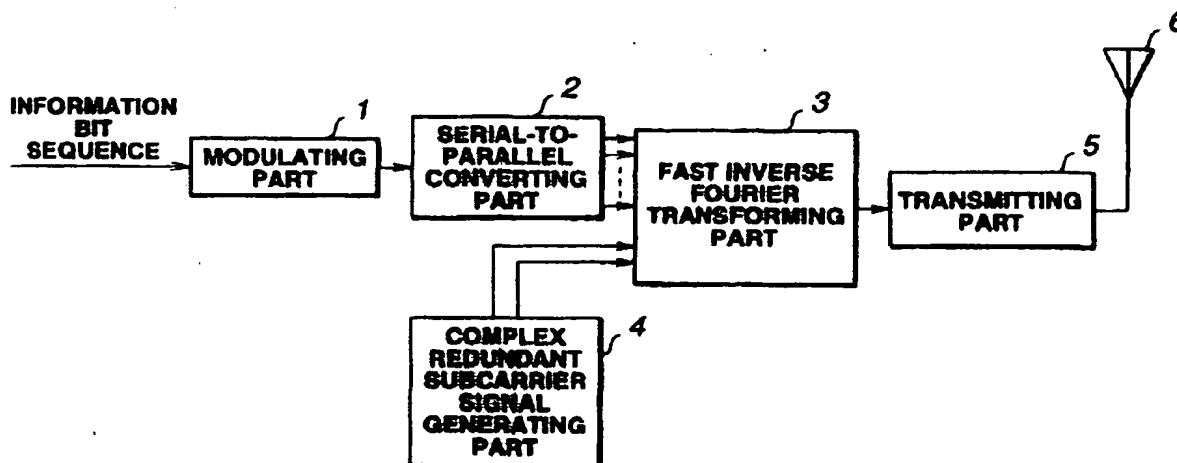 INFORMATION
BIT
SEQUENCE
1
MODULATING
PART
2
SERIAL-TO-
PARALLEL
CONVERTING
PART
3
FAST INVERSE
FOURIER
TRANSFORMING
PART
5
TRANSMITTING
PART
6
4
COMPLEX
REDUNDANT
SUBCARRIER
SIGNAL
GENERATING
PART